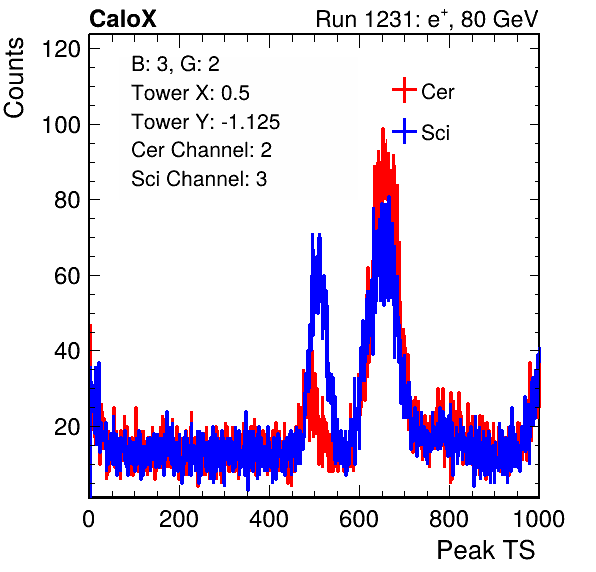 CaloX Run 1231: e⁺, 80 GeV
Counts
120
100
80
60
40
20
B: 3, G: 2
Tower X: 0.5
Tower Y: -1.125
Cer Channel: 2
Sci Channel: 3
Cer
Sci
0 200 400 600 800 1000
Peak TS